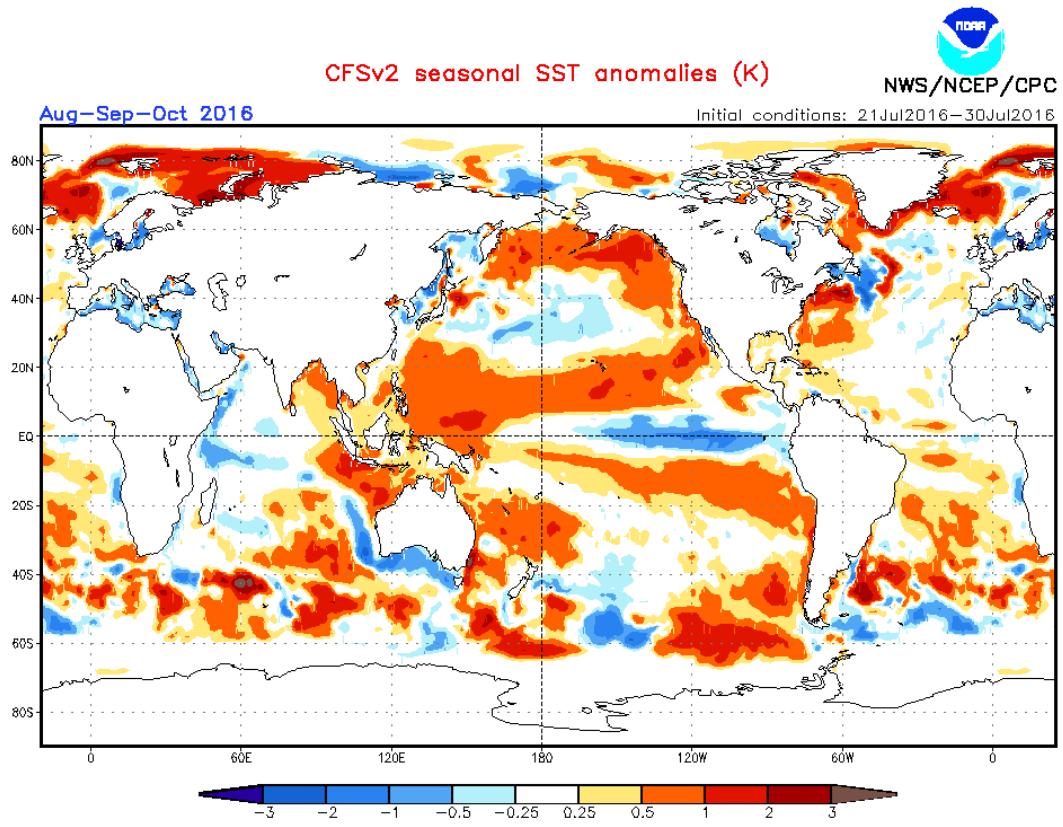 NOAA
CFSv2 seasonal SST anomalies (K)
NWS/NCEP/CPC
Aug-Sep-Oct 2016
Initial conditions: 21Jul2016-30Jul2016
80N
60N
40N
20N
EQ
20S
40S
60S
80S
0 60E 120E 180 120W 60W 0
-3 -2 -1 -0.5 -0.25 0.25 0.5 1 2 3